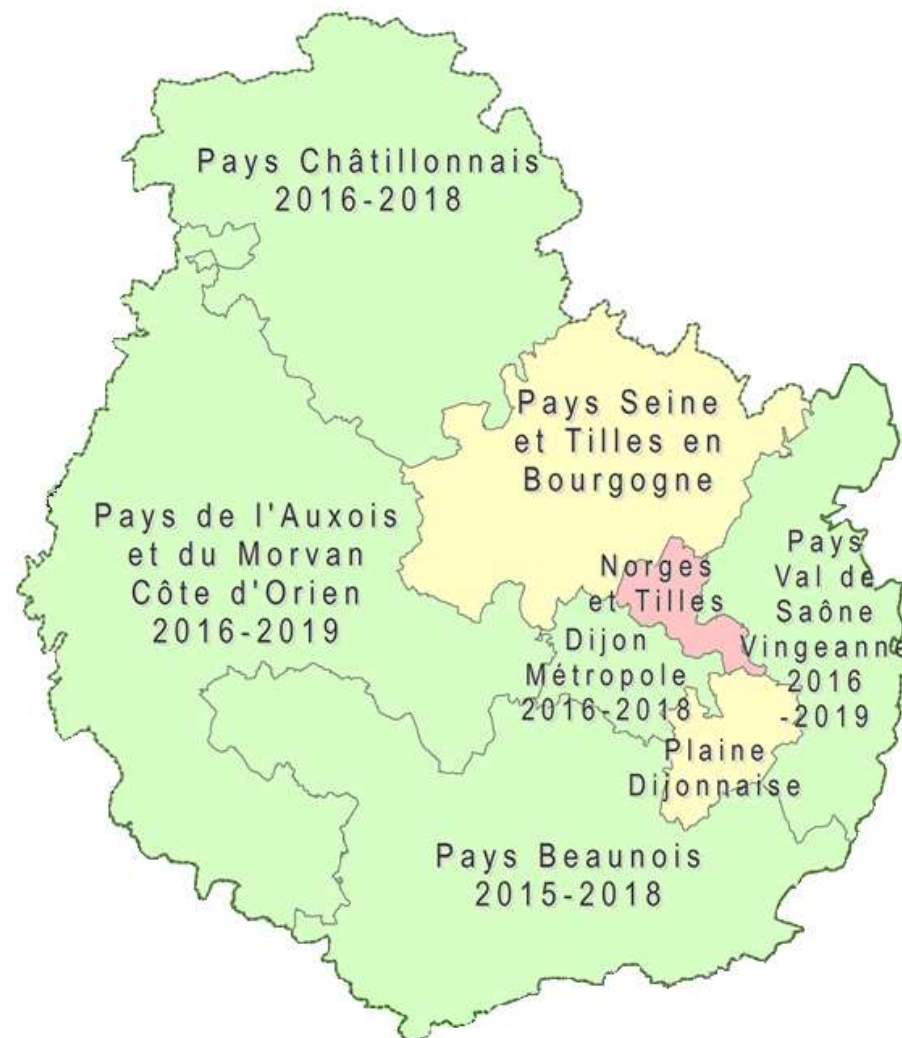 Pays Châtillonnais
2016-2018
Pays Seine
et Tilles en
Bourgogne
Pays de l'Auxois
et du Morvan
Côte d'Orien
2016-2019
Norges
et Tilles
Pays
Val de
Saône
Vingeanne
2016
-2019
Dijon
Métropole
2016-2018
Plaine
Dijonnaise
Pays Beaunois
2015-2018